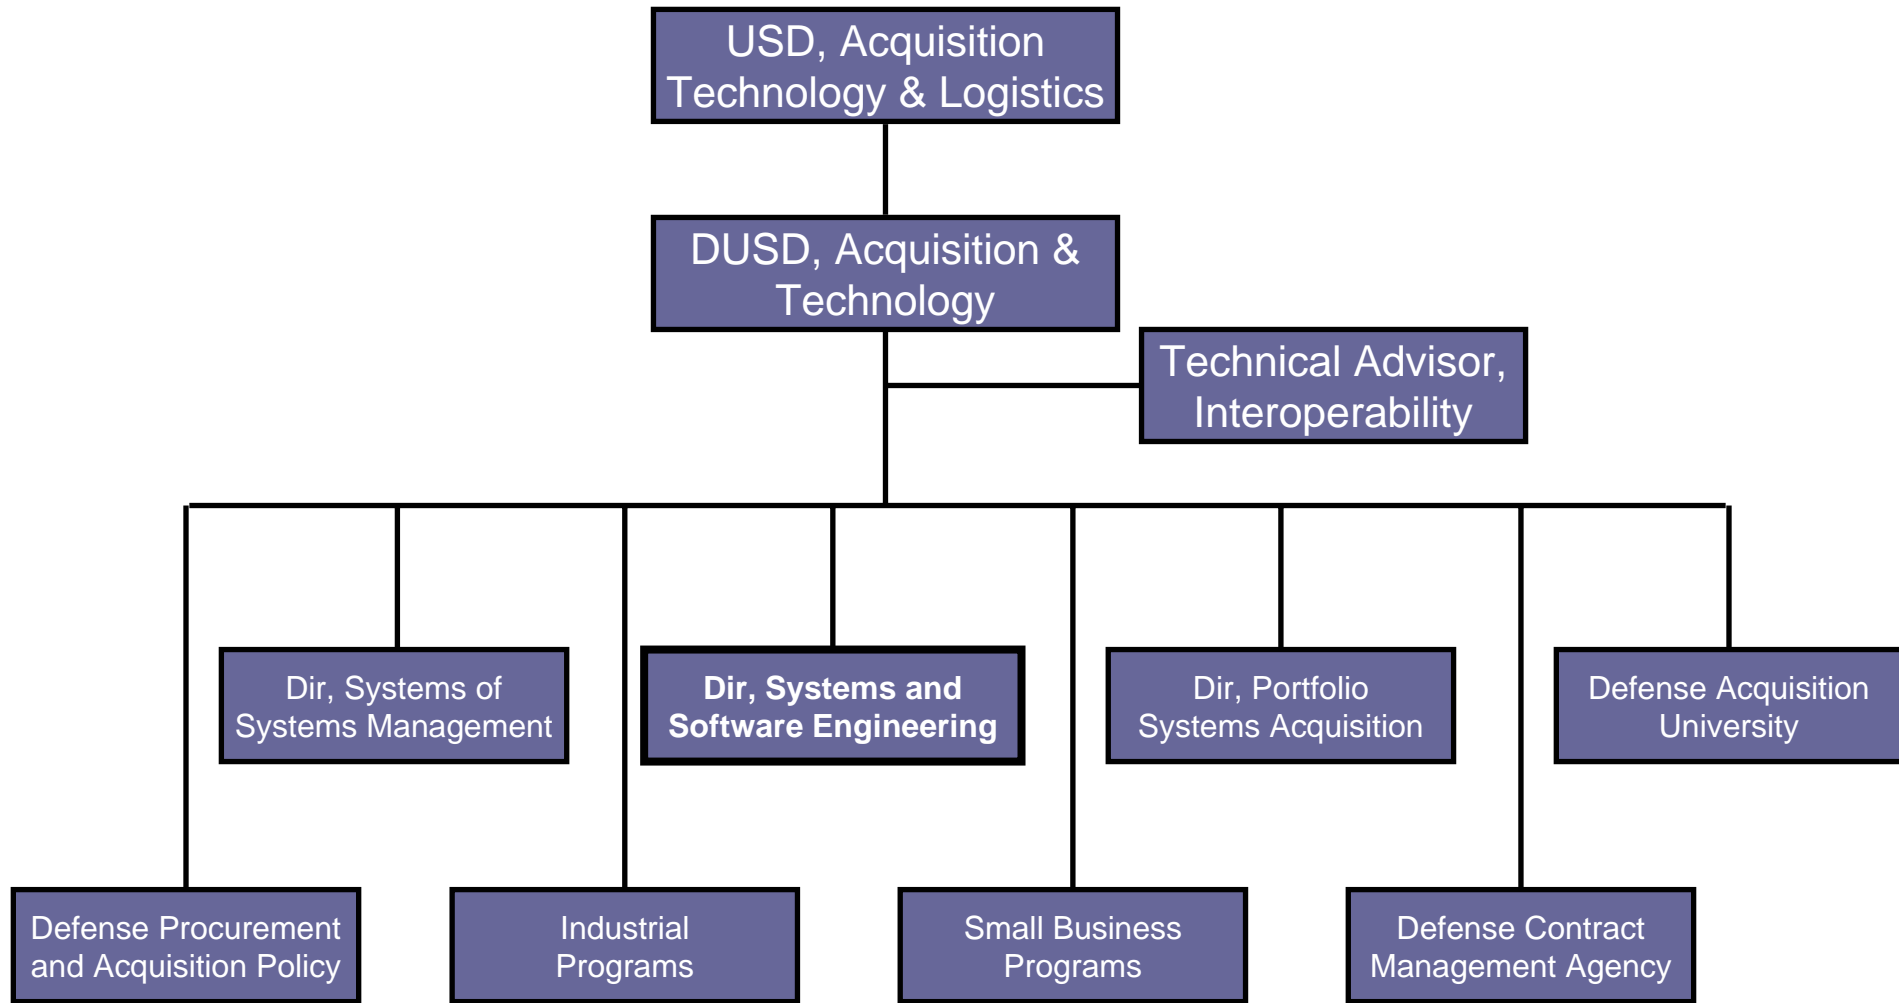 USD, Acquisition
Technology & Logistics
DUSD, Acquisition &
Technology
Technical Advisor,
Interoperability
Dir, Systems of
Systems Management
Dir, Systems and
Software Engineering
Dir, Portfolio
Systems Acquisition
Defense Acquisition
University
Defense Procurement
and Acquisition Policy
Industrial
Programs
Small Business
Programs
Defense Contract
Management Agency